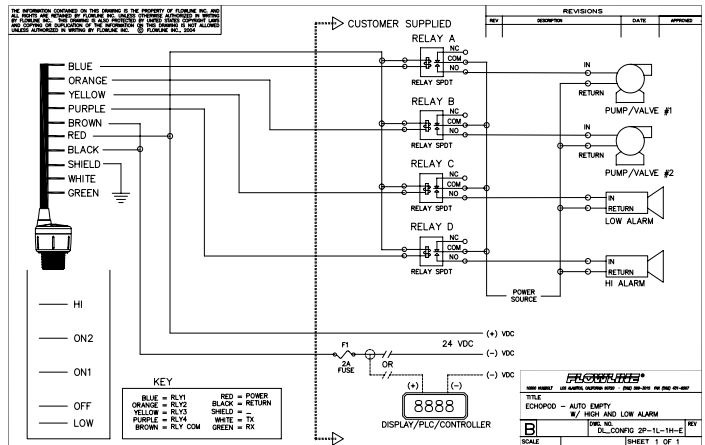 THE INFORMATION CONTAINED ON THIS DRAWING IS THE PROPERTY OF FLOWLINE INC. AND
ALL RIGHTS ARE RETAINED BY FLOWLINE INC. UNLESS OTHERWISE AUTHORIZED IN WRITING
BY FLOWLINE INC. THIS DRAWING IS ALSO PROTECTED BY UNITED STATES COPYRIGHT LAWS
AND COPYING OR DUPLICATION OF THE INFORMATION ON THIS DRAWING IS NOT ALLOWED
UNLESS AUTHORIZED IN WRITING BY FLOWLINE INC. © FLOWLINE INC., 2004
CUSTOMER SUPPLIED
REVISIONS
REV DESCRIPTION DATE APPROVED
BLUE
ORANGE
YELLOW
PURPLE
BROWN
RED
BLACK
SHIELD
WHITE
GREEN
RELAY A
NC
COM
NO
RELAY SPDT
RELAY B
NC
COM
NO
RELAY SPDT
RELAY C
NC
COM
NO
RELAY SPDT
RELAY D
NC
COM
NO
RELAY SPDT
IN
RETURN
PUMP/VALVE #1
IN
RETURN
PUMP/VALVE #2
IN
RETURN
LOW ALARM
IN
RETURN
HI ALARM
POWER
SOURCE
HI
ON2
ON1
OFF
LOW
(+) VDC
24 VDC
(-) VDC
(-) VDC
F1
2A
FUSE
OR
(+) (-)
8888
DISPLAY/PLC/CONTROLLER
KEY
BLUE = RLY1
ORANGE = RLY2
YELLOW = RLY3
PURPLE = RLY4
BROWN = RLY COM
RED = POWER
BLACK = RETURN
SHIELD = _
WHITE = TX
GREEN = RX
FLOWLINE
TITLE
ECHOPOD - AUTO EMPTY
W/ HIGH AND LOW ALARM
B
DWG. NO.
DL_CONFIG 2P-1L-1H-E
REV
SCALE
SHEET 1 OF 1